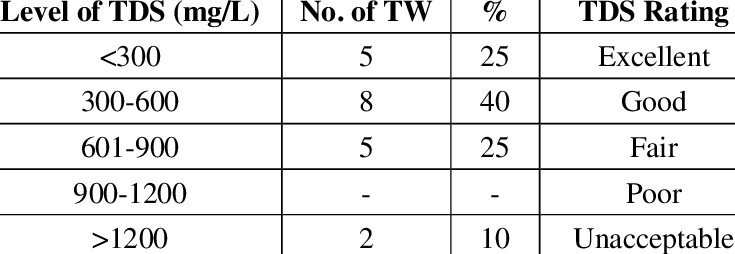 Level of TDS (mg/L) No. of TW % TDS Rating
<300 5 25 Excellent
300-600 8 40 Good
601-900 5 25 Fair
900-1200 - - Poor
>1200 2 10 Unacceptable